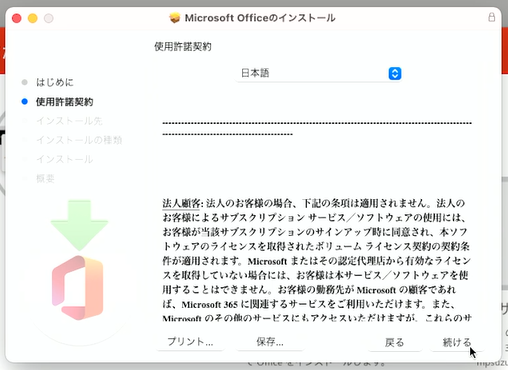 Microsoft Officeのインストール
使用許諾契約
日本語
はじめに
使用許諾契約
インストール先
インストールの種類
インストール
概要
--------------------------------------------------------------------------------
----------------------------------
法人顧客: 法人のお客様の場合、下記の条項は適用されません。法人の
お客様によるサブスクリプション サービス／ソフトウェアの使用には、
お客様が当該サブスクリプションのサインアップ時に同意され、本ソフ
トウェアのライセンスを取得されたボリューム ライセンス契約の契約条
件が適用されます。Microsoft またはその認定代理店から有効なライセン
スを取得していない場合には、お客様は本サービス／ソフトウェアを使
用することはできません。お客様の勤務先が Microsoft の顧客であれ
ば、Microsoft 365 に関連するサービスをご利用いただけます。また、
Microsoft のその他のサービスにもアクセスいただけますが、これらのサ
プリント...
保存...
戻る
続ける